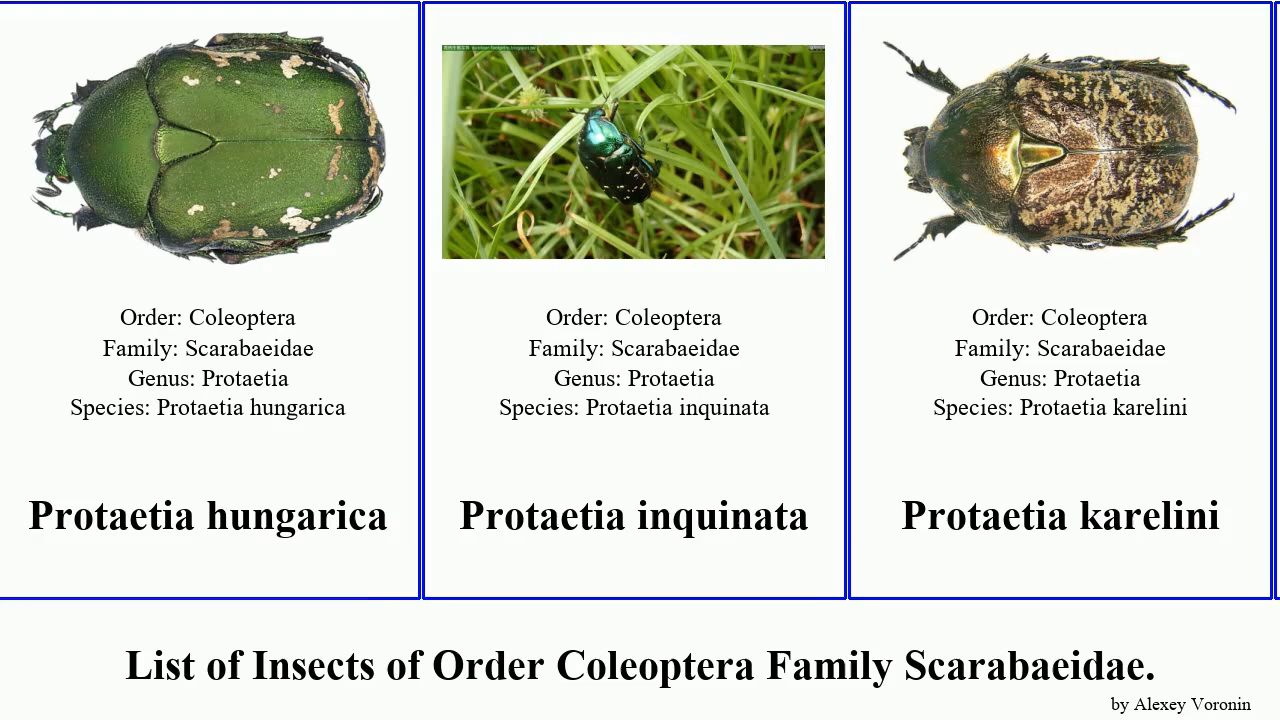 Order: Coleoptera
Family: Scarabaeidae
Genus: Protaetia
Species: Protaetia hungarica
Protaetia hungarica
Order: Coleoptera
Family: Scarabaeidae
Genus: Protaetia
Species: Protaetia inquinata
Protaetia inquinata
Order: Coleoptera
Family: Scarabaeidae
Genus: Protaetia
Species: Protaetia karelini
Protaetia karelini
List of Insects of Order Coleoptera Family Scarabaeidae.
by Alexey Voronin